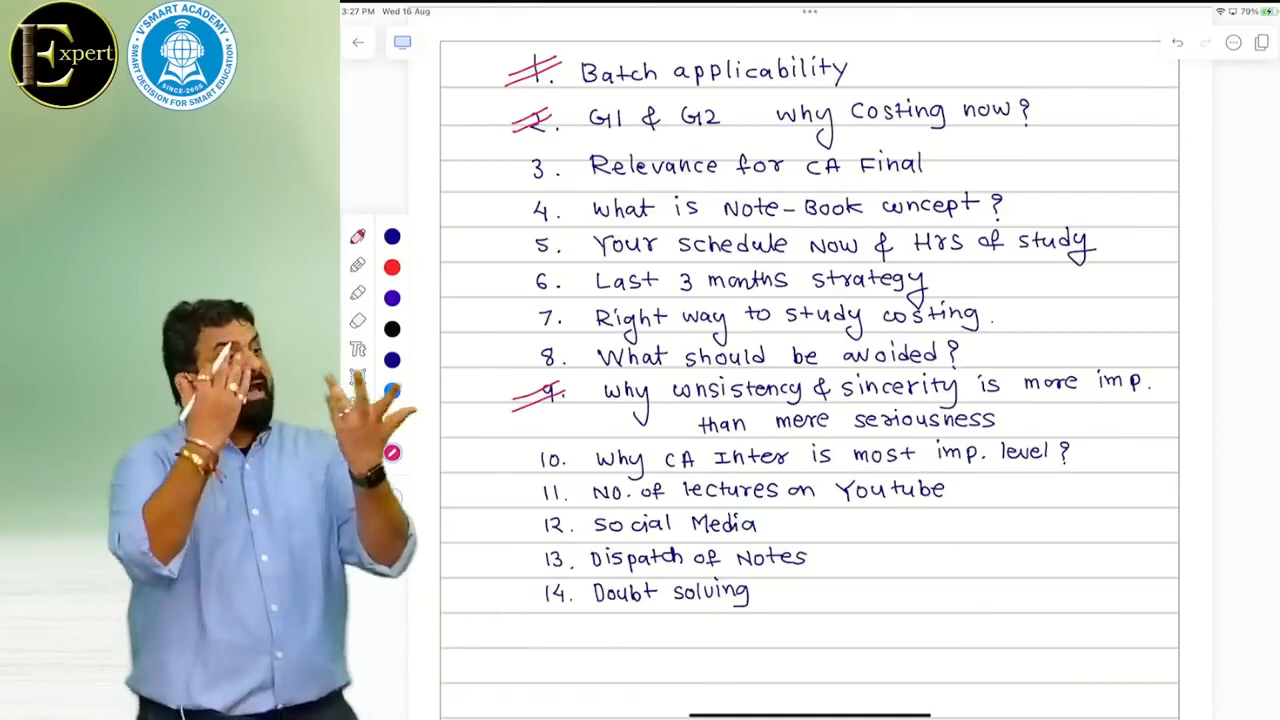 3:27 PM Wed 16 Aug
79%
Expert
V'SMART ACADEMY
SMART DECISION FOR SMART EDUCATION
SINCE-2005
1. Batch applicability
2. G1 & G2 why costing now?
3. Relevance for CA Final
4. What is Note-Book concept?
5. Your schedule Now & Hrs of study
6. Last 3 months strategy
7. Right way to study costing.
8. What should be avoided?
9. Why consistency & sincerity is more imp.
than mere seriousness
10. Why CA Inter is most imp. level?
11. No. of lectures on Youtube
12. Social Media
13. Dispatch of Notes
14. Doubt solving
Tt